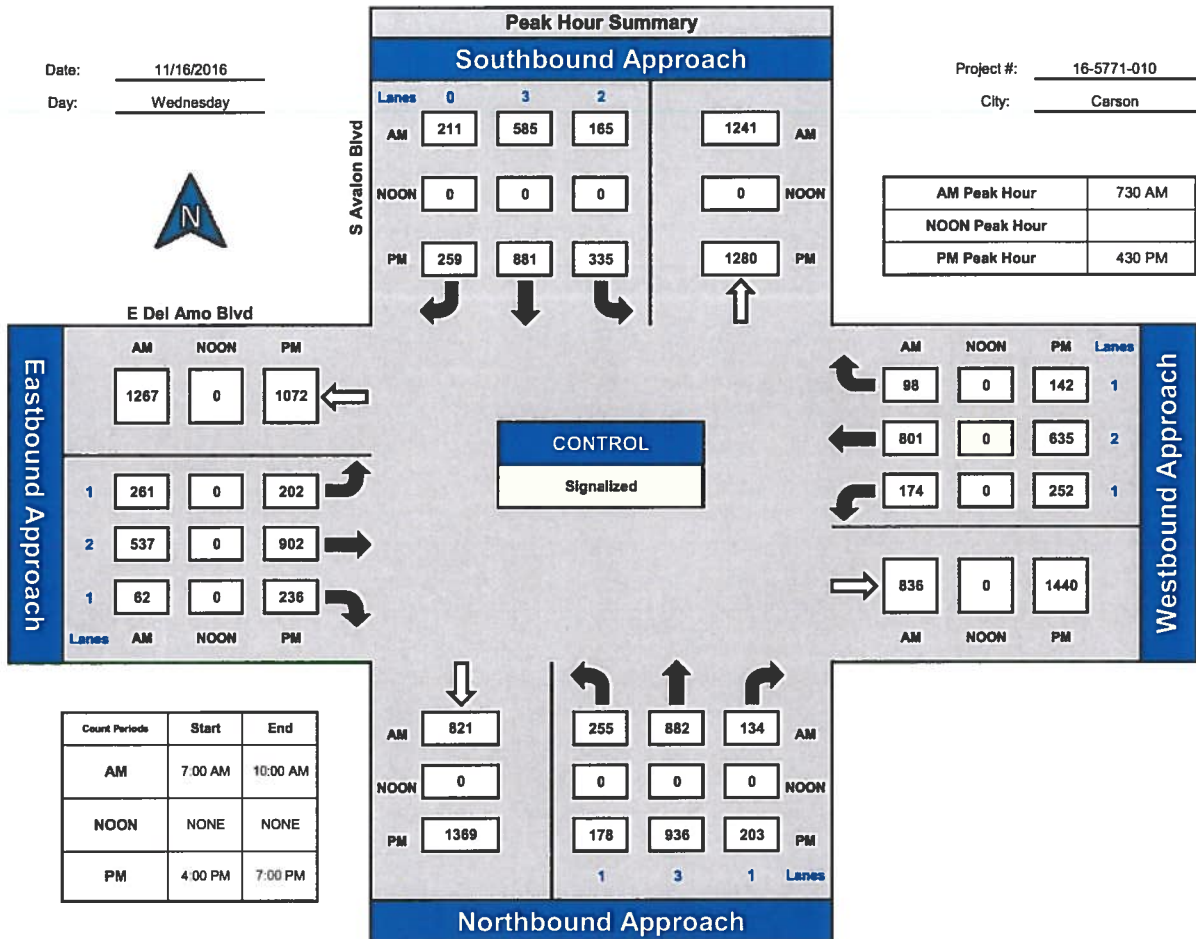 Peak Hour Summary
Southbound Approach
Date: 11/16/2016
Day: Wednesday
Project #: 16-5771-010
City: Carson
N
S Avalon Blvd
Lanes 0 3 2
AM 211 585 165 1241 AM
NOON 0 0 0 0 NOON
PM 259 881 335 1280 PM
AM Peak Hour 730 AM
NOON Peak Hour
PM Peak Hour 430 PM
E Del Amo Blvd
Eastbound Approach
AM NOON PM
1267 0 1072
1 261 0 202
2 537 0 902
1 62 0 236
Lanes AM NOON PM
CONTROL
Signalized
AM NOON PM Lanes
98 0 142 1
801 0 635 2
174 0 252 1
836 0 1440
AM NOON PM
Westbound Approach
Count Periods Start End
AM 7:00 AM 10:00 AM
NOON NONE NONE
PM 4:00 PM 7:00 PM
AM 821 255 882 134 AM
NOON 0 0 0 0 NOON
PM 1369 178 936 203 PM
1 3 1 Lanes
Northbound Approach